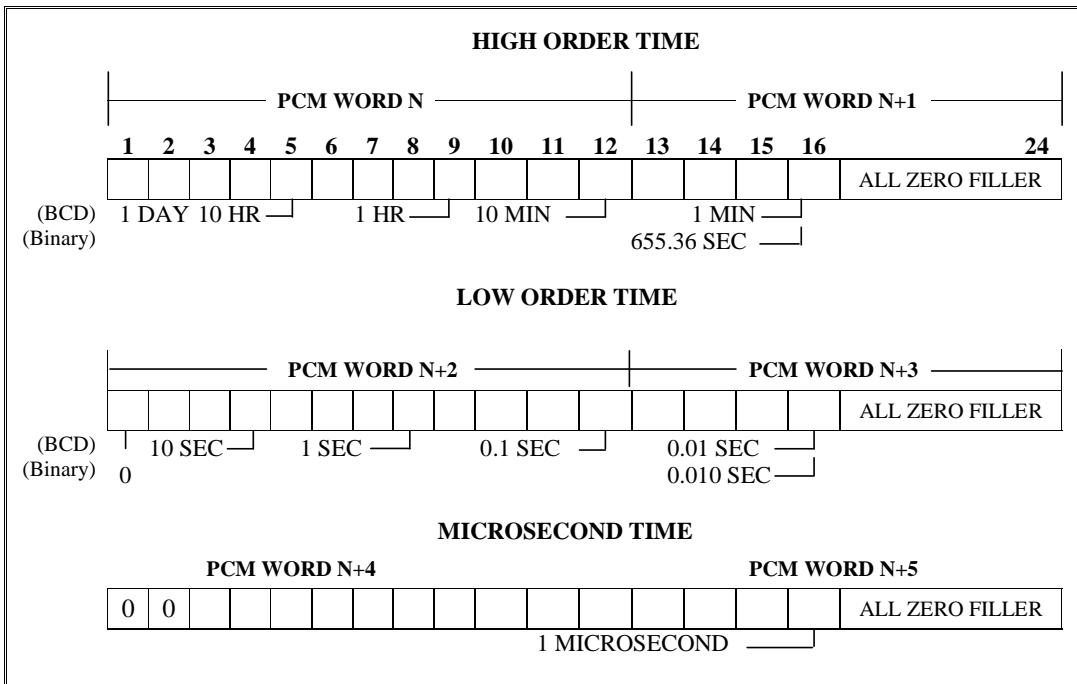 HIGH ORDER TIME
PCM WORD N PCM WORD N+1
1 2 3 4 5 6 7 8 9 10 11 12 13 14 15 16 24
ALL ZERO FILLER
(BCD) 1 DAY 10 HR 1 HR 10 MIN 1 MIN
(Binary) 655.36 SEC
LOW ORDER TIME
PCM WORD N+2 PCM WORD N+3
ALL ZERO FILLER
(BCD) 10 SEC 1 SEC 0.1 SEC 0.01 SEC
(Binary) 0 0.010 SEC
MICROSECOND TIME
PCM WORD N+4 PCM WORD N+5
0 0 ALL ZERO FILLER
1 MICROSECOND